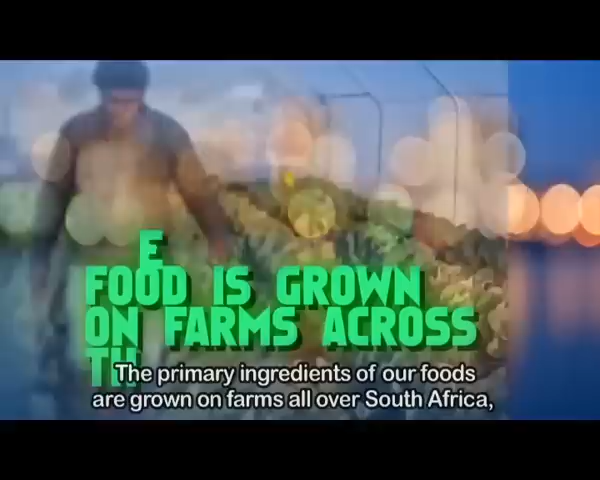 E
FOOD IS GROWN
ON FARMS ACROSS
TH
The primary ingredients of our foods
are grown on farms all over South Africa,